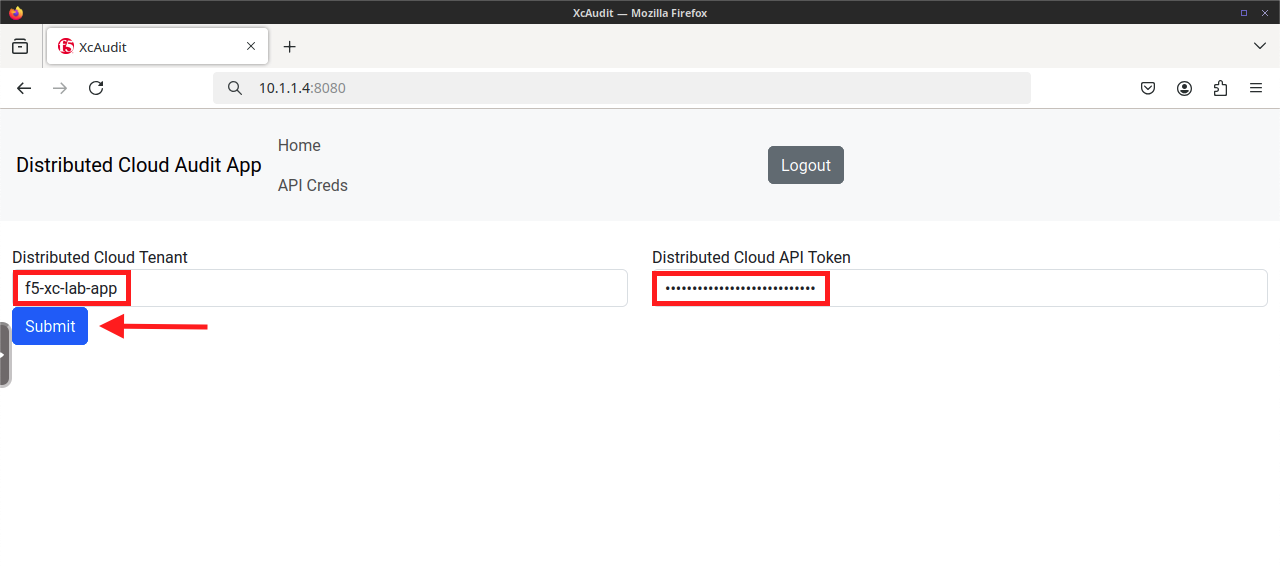 XcAudit — Mozilla Firefox
f5 XcAudit
10.1.1.4:8080
Distributed Cloud Audit App
Home
API Creds
Logout
Distributed Cloud Tenant
f5-xc-lab-app
Distributed Cloud API Token
••••••••••••••••••••••••••••
Submit